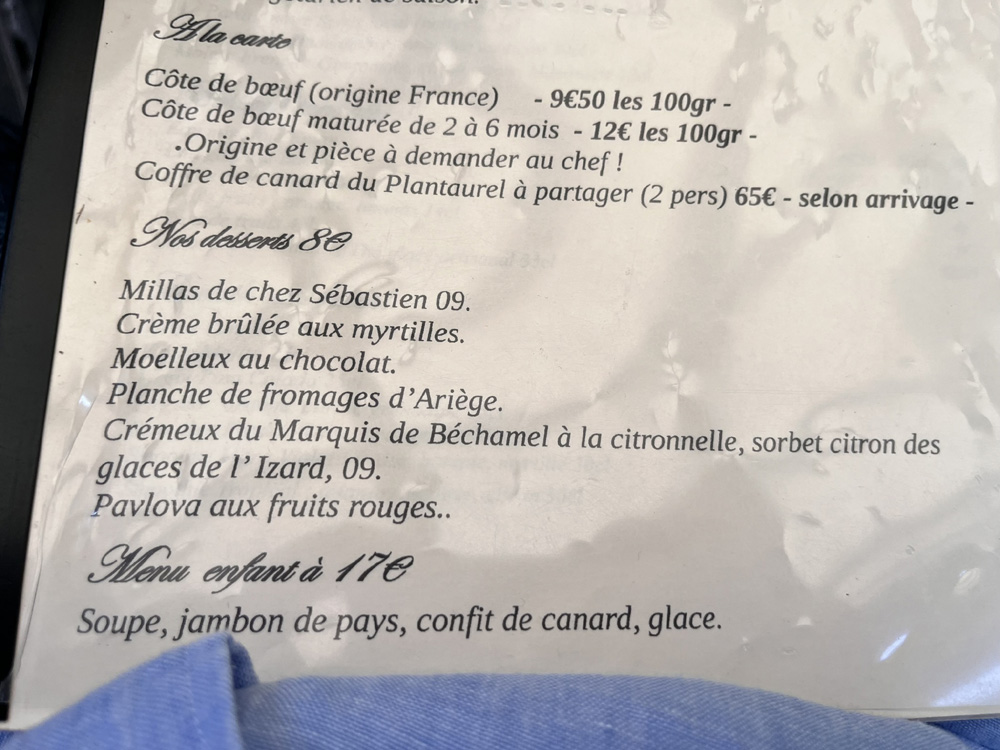 de saison.
A la carte
Côte de bœuf (origine France) - 9€50 les 100gr -
Côte de bœuf maturée de 2 à 6 mois - 12€ les 100gr -
.Origine et pièce à demander au chef !
Coffre de canard du Plantaurel à partager (2 pers) 65€ - selon arrivage -
Nos desserts 8€
Millas de chez Sébastien 09.
Crème brûlée aux myrtilles.
Moelleux au chocolat.
Planche de fromages d’Ariège.
Crémeux du Marquis de Béchamel à la citronnelle, sorbet citron des
glaces de l’ Izard, 09.
Pavlova aux fruits rouges..
Menu enfant à 17€
Soupe, jambon de pays, confit de canard, glace.